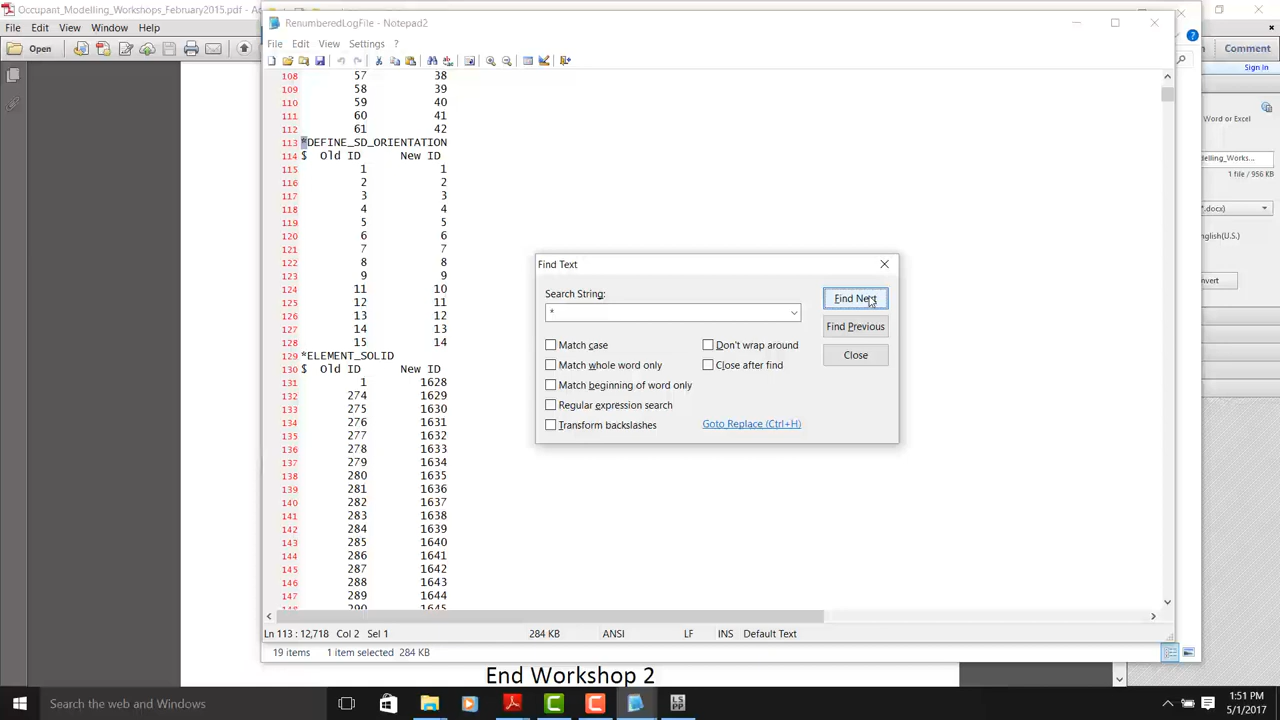 Occupant_Modelling_Workshops_February2015.pdf - A
File Edit View Window Help
Open
RenumberedLogFile - Notepad2
File Edit View Settings ?
Comment
Sign In
Word or Excel
elling_Works...
1 file / 956 KB
*.docx)
nglish(U.S.)
nvert
108 57 38
109 58 39
110 59 40
111 60 41
112 61 42
113 *DEFINE_SD_ORIENTATION
114 $ Old ID New ID
115 1 1
116 2 2
117 3 3
118 4 4
119 5 5
120 6 6
121 7 7
122 8 8
123 9 9
124 11 10
125 12 11
126 13 12
127 14 13
128 15 14
129 *ELEMENT_SOLID
130 $ Old ID New ID
131 1 1628
132 274 1629
133 275 1630
134 276 1631
135 277 1632
136 278 1633
137 279 1634
138 280 1635
139 281 1636
140 282 1637
141 283 1638
142 284 1639
143 285 1640
144 286 1641
145 287 1642
146 288 1643
147 289 1644
148 290 1645
Find Text
Search String:
*
Find Next
Find Previous
Close
Match case
Match whole word only
Match beginning of word only
Regular expression search
Transform backslashes
Don't wrap around
Close after find
Goto Replace (Ctrl+H)
Ln 113 : 12,718 Col 2 Sel 1 284 KB ANSI LF INS Default Text
19 items 1 item selected 284 KB
End Workshop 2
Search the web and Windows
1:51 PM
5/1/2017